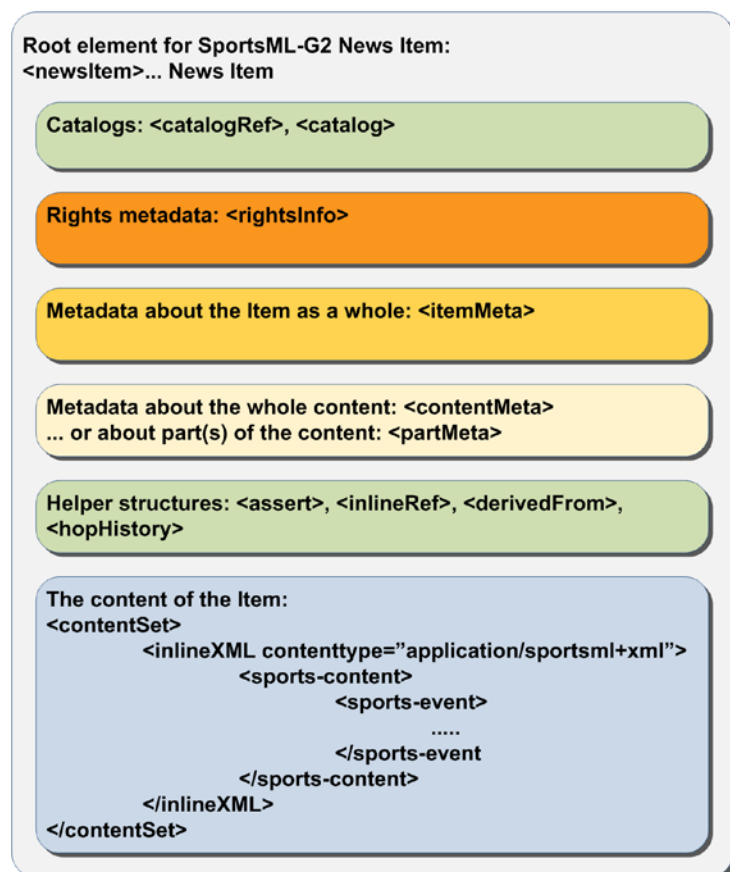 Root element for SportsML-G2 News Item:
<newsItem>... News Item
Catalogs: <catalogRef>, <catalog>
Rights metadata: <rightsInfo>
Metadata about the Item as a whole: <itemMeta>
Metadata about the whole content: <contentMeta>
... or about part(s) of the content: <partMeta>
Helper structures: <assert>, <inlineRef>, <derivedFrom>,
<hopHistory>
The content of the Item:
<contentSet>
<inlineXML contenttype=”application/sportsml+xml”>
<sports-content>
<sports-event>
.....
</sports-event
</sports-content>
</inlineXML>
</contentSet>